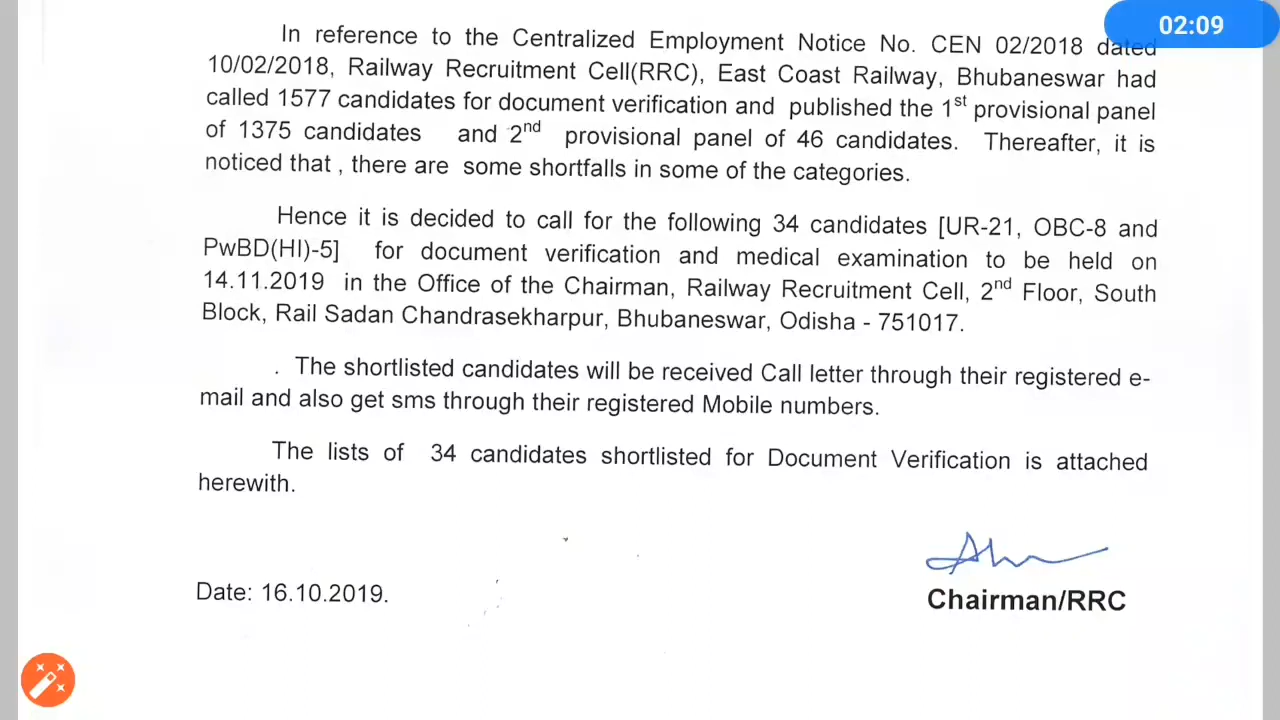 02:09
In reference to the Centralized Employment Notice No. CEN 02/2018 dated
10/02/2018, Railway Recruitment Cell(RRC), East Coast Railway, Bhubaneswar had
called 1577 candidates for document verification and published the 1st provisional panel
of 1375 candidates and 2nd provisional panel of 46 candidates. Thereafter, it is
noticed that , there are some shortfalls in some of the categories.
Hence it is decided to call for the following 34 candidates [UR-21, OBC-8 and
PwBD(HI)-5] for document verification and medical examination to be held on
14.11.2019 in the Office of the Chairman, Railway Recruitment Cell, 2nd Floor, South
Block, Rail Sadan Chandrasekharpur, Bhubaneswar, Odisha - 751017.
. The shortlisted candidates will be received Call letter through their registered e-
mail and also get sms through their registered Mobile numbers.
The lists of 34 candidates shortlisted for Document Verification is attached
herewith.
Date: 16.10.2019.
Chairman/RRC